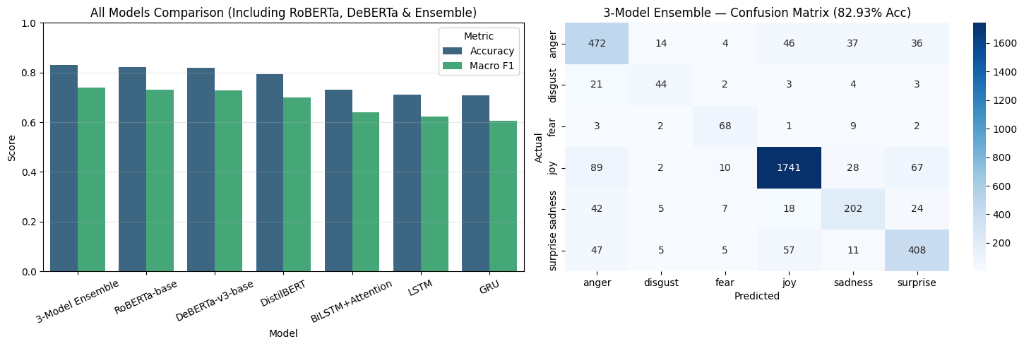 All Models Comparison (Including RoBERTa, DeBERTa & Ensemble)
Metric
Accuracy
Macro F1
1.0
0.8
0.6
0.4
0.2
0.0
Score
3-Model Ensemble
RoBERTa-base
DeBERTa-v3-base
DistilBERT
BiLSTM+Attention
LSTM
GRU
Model
3-Model Ensemble — Confusion Matrix (82.93% Acc)
Actual
anger 472 14 4 46 37 36
disgust 21 44 2 3 4 3
fear 3 2 68 1 9 2
joy 89 2 10 1741 28 67
sadness 42 5 7 18 202 24
surprise 47 5 5 57 11 408
anger disgust fear joy sadness surprise
Predicted
1600
1400
1200
1000
800
600
400
200